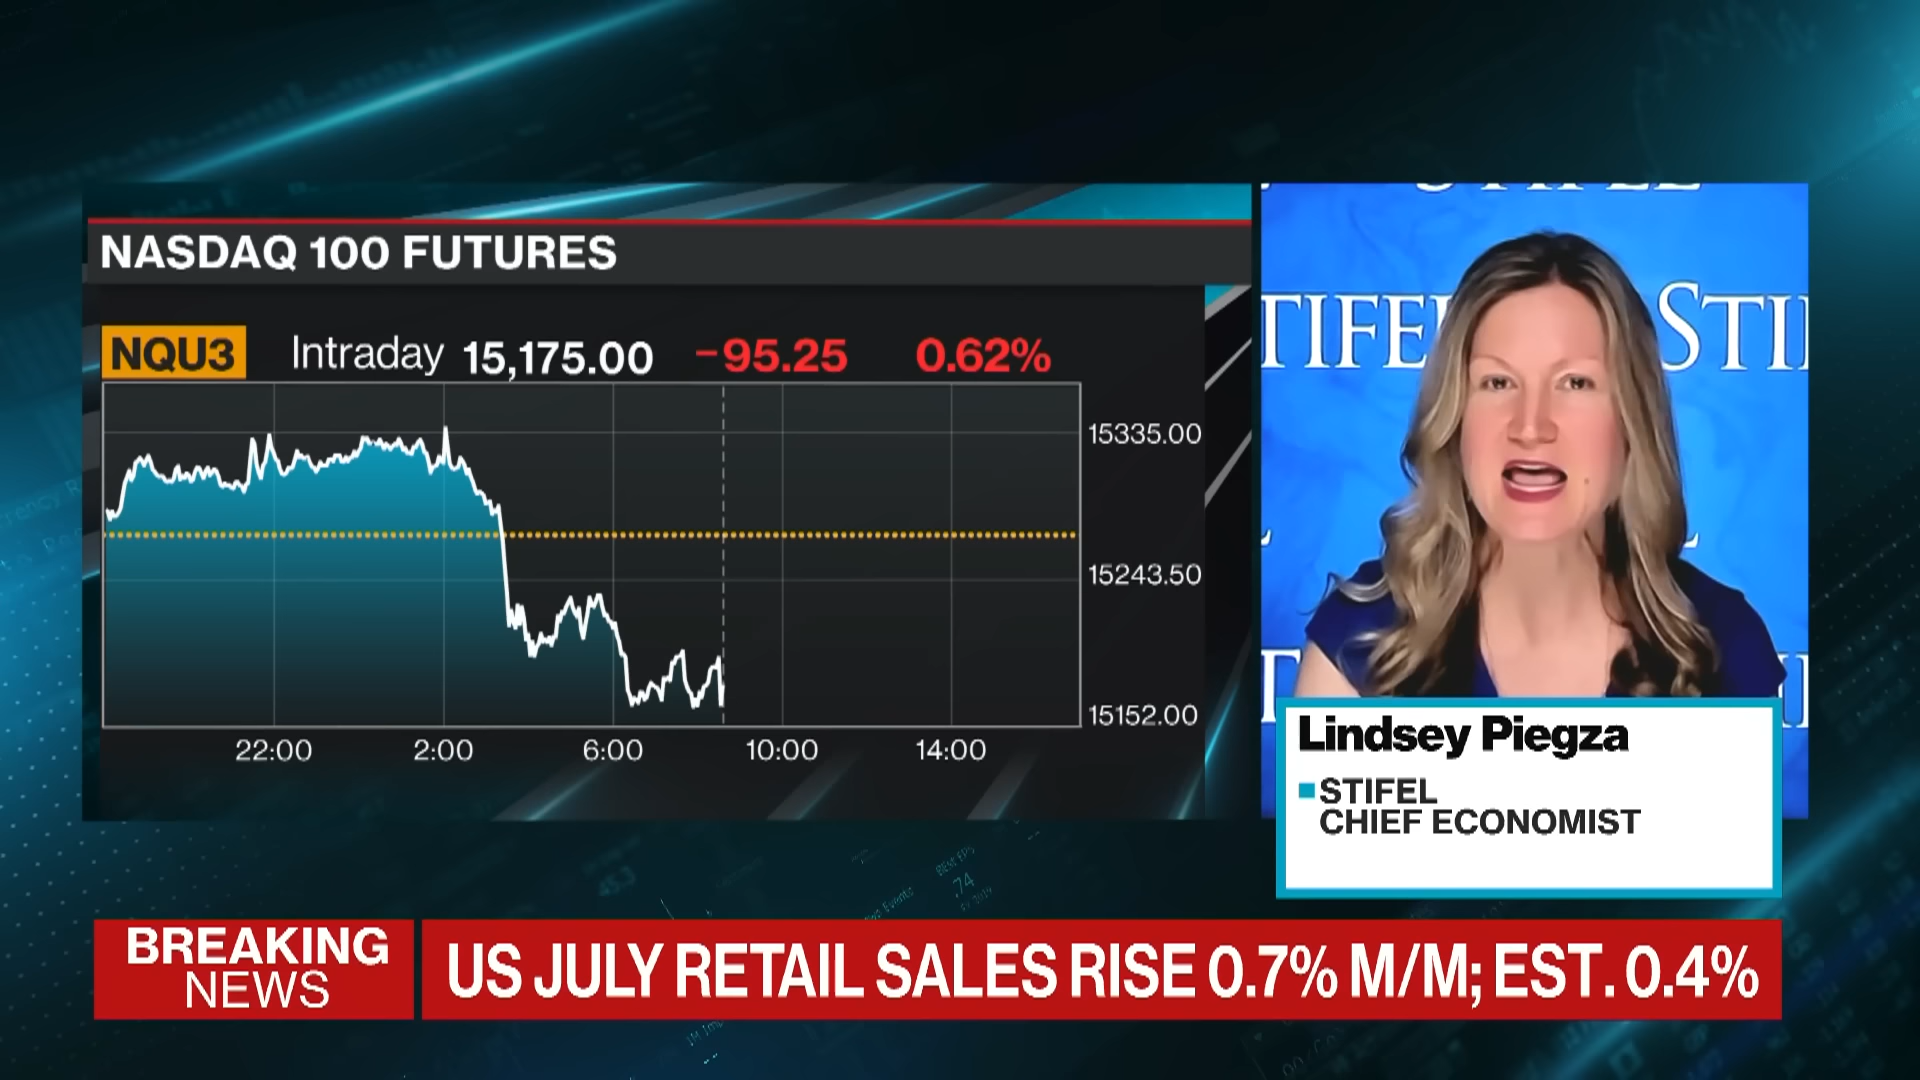 NASDAQ 100 FUTURES
NQU3 Intraday 15,175.00 -95.25 0.62%
15335.00
15243.50
15152.00
22:00 2:00 6:00 10:00 14:00
STIFEL
TIFE STI
Lindsey Piegza
STIFEL
CHIEF ECONOMIST
BREAKING
NEWS
US JULY RETAIL SALES RISE 0.7% M/M; EST. 0.4%